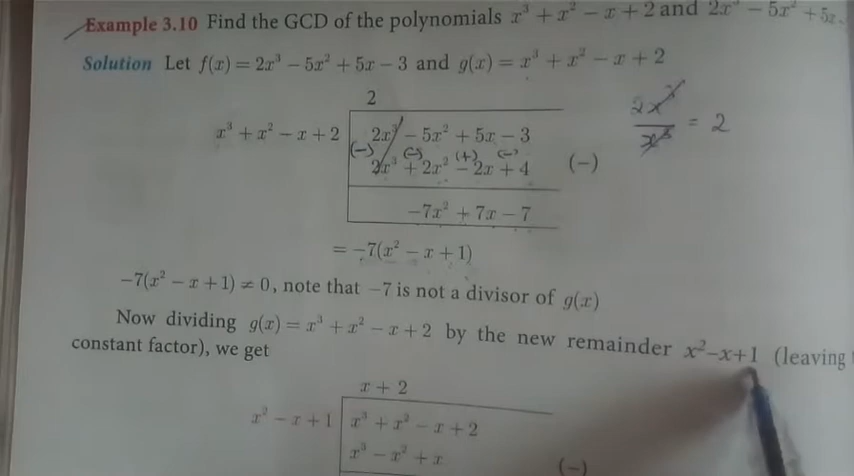 Example 3.10 Find the GCD of the polynomials x³ + x² − x + 2 and 2x³ − 5x² + 5x
Solution Let f(x) = 2x³ − 5x² + 5x − 3 and g(x) = x³ + x² − x + 2
2
x³ + x² − x + 2 2x³ − 5x² + 5x − 3
(−) (−) (+) (−)
2x³ + 2x² − 2x + 4 (−)
−7x² + 7x − 7
2x³/x³ = 2
= −7(x² − x + 1)
−7(x² − x + 1) ≠ 0, note that −7 is not a divisor of g(x)
Now dividing g(x) = x³ + x² − x + 2 by the new remainder x²−x+1 (leaving
constant factor), we get
x + 2
x² − x + 1 x³ + x² − x + 2
x³ − x² + x (−)